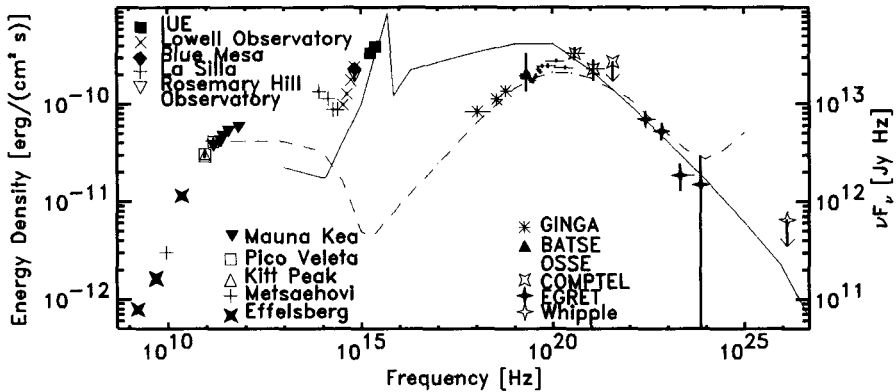 IUE
Lowell Observatory
Blue Mesa
La Silla
Rosemary Hill
Observatory
Mauna Kea
Pico Veleta
Kitt Peak
Metsaehovi
Effelsberg
GINGA
BATSE
OSSE
COMPTEL
EGRET
Whipple
Energy Density [erg/(cm² s)]
10⁻⁹
10⁻¹⁰
10⁻¹¹
10⁻¹²
10¹⁰
10¹⁵
10²⁰
10²⁵
Frequency [Hz]
10¹³
10¹²
10¹¹
νFν [Jy Hz]